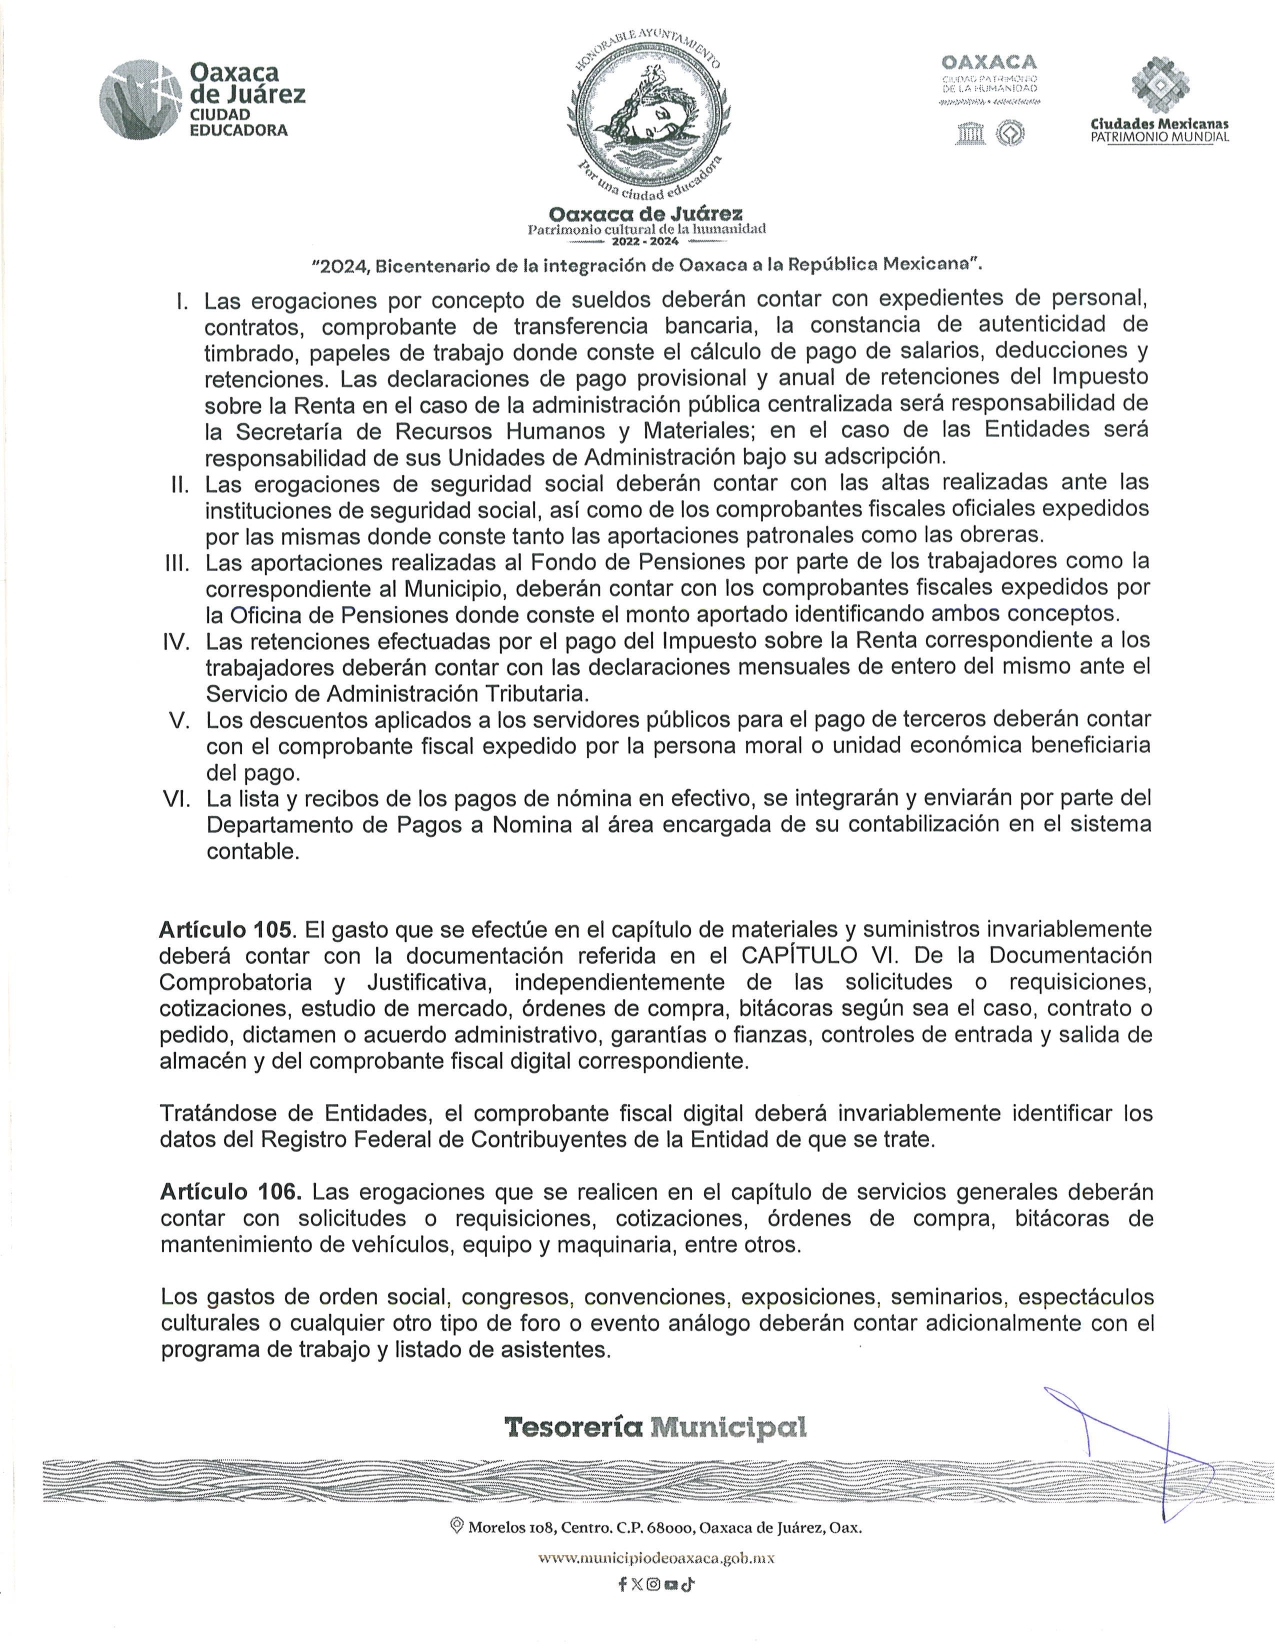 Oaxaca
de Juárez
CIUDAD
EDUCADORA
HONORABLE AYUNTAMIENTO
Por una ciudad educadora
Oaxaca de Juárez
Patrimonio cultural de la humanidad
2022 - 2024
OAXACA
CIUDAD PATRIMONIO
DE LA HUMANIDAD
Ciudades Mexicanas
PATRIMONIO MUNDIAL
"2024, Bicentenario de la integración de Oaxaca a la República Mexicana".
I. Las erogaciones por concepto de sueldos deberán contar con expedientes de personal,
contratos, comprobante de transferencia bancaria, la constancia de autenticidad de
timbrado, papeles de trabajo donde conste el cálculo de pago de salarios, deducciones y
retenciones. Las declaraciones de pago provisional y anual de retenciones del Impuesto
sobre la Renta en el caso de la administración pública centralizada será responsabilidad de
la Secretaría de Recursos Humanos y Materiales; en el caso de las Entidades será
responsabilidad de sus Unidades de Administración bajo su adscripción.
II. Las erogaciones de seguridad social deberán contar con las altas realizadas ante las
instituciones de seguridad social, así como de los comprobantes fiscales oficiales expedidos
por las mismas donde conste tanto las aportaciones patronales como las obreras.
III. Las aportaciones realizadas al Fondo de Pensiones por parte de los trabajadores como la
correspondiente al Municipio, deberán contar con los comprobantes fiscales expedidos por
la Oficina de Pensiones donde conste el monto aportado identificando ambos conceptos.
IV. Las retenciones efectuadas por el pago del Impuesto sobre la Renta correspondiente a los
trabajadores deberán contar con las declaraciones mensuales de entero del mismo ante el
Servicio de Administración Tributaria.
V. Los descuentos aplicados a los servidores públicos para el pago de terceros deberán contar
con el comprobante fiscal expedido por la persona moral o unidad económica beneficiaria
del pago.
VI. La lista y recibos de los pagos de nómina en efectivo, se integrarán y enviarán por parte del
Departamento de Pagos a Nomina al área encargada de su contabilización en el sistema
contable.
Artículo 105. El gasto que se efectúe en el capítulo de materiales y suministros invariablemente
deberá contar con la documentación referida en el CAPÍTULO VI. De la Documentación
Comprobatoria y Justificativa, independientemente de las solicitudes o requisiciones,
cotizaciones, estudio de mercado, órdenes de compra, bitácoras según sea el caso, contrato o
pedido, dictamen o acuerdo administrativo, garantías o fianzas, controles de entrada y salida de
almacén y del comprobante fiscal digital correspondiente.
Tratándose de Entidades, el comprobante fiscal digital deberá invariablemente identificar los
datos del Registro Federal de Contribuyentes de la Entidad de que se trate.
Artículo 106. Las erogaciones que se realicen en el capítulo de servicios generales deberán
contar con solicitudes o requisiciones, cotizaciones, órdenes de compra, bitácoras de
mantenimiento de vehículos, equipo y maquinaria, entre otros.
Los gastos de orden social, congresos, convenciones, exposiciones, seminarios, espectáculos
culturales o cualquier otro tipo de foro o evento análogo deberán contar adicionalmente con el
programa de trabajo y listado de asistentes.
Tesorería Municipal
Morelos 108, Centro. C.P. 68000, Oaxaca de Juárez, Oax.
www.municipiodeoaxaca.gob.mx